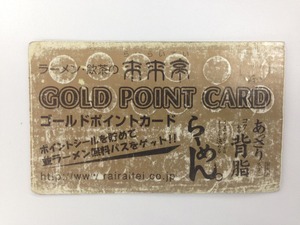 ラーメン・飲茶の 来来亭
GOLD POINT CARD
ゴールドポイントカード
ポイントシールを貯めて
並ラーメン無料パスをゲット!!
http://www.rairaitei.co.jp
あっさり
背脂
らーめん。